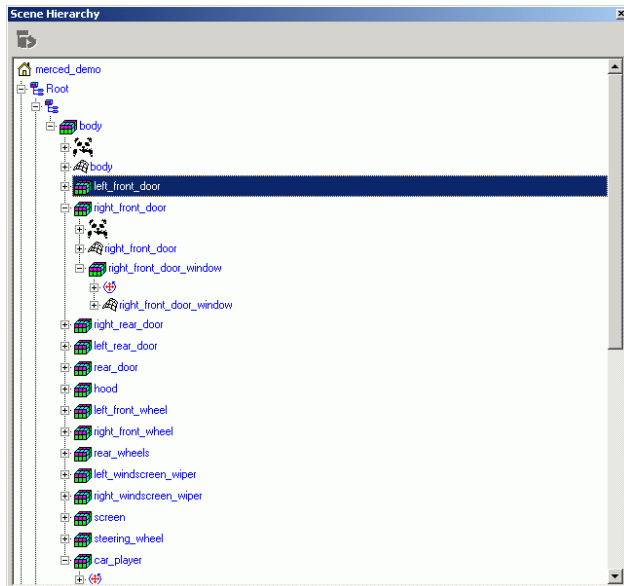 Scene Hierarchy
merced_demo
Root
body
body
left_front_door
right_front_door
right_front_door
right_front_door_window
right_front_door_window
right_rear_door
left_rear_door
rear_door
hood
left_front_wheel
right_front_wheel
rear_wheels
left_windscreen_wiper
right_windscreen_wiper
screen
steering_wheel
car_player